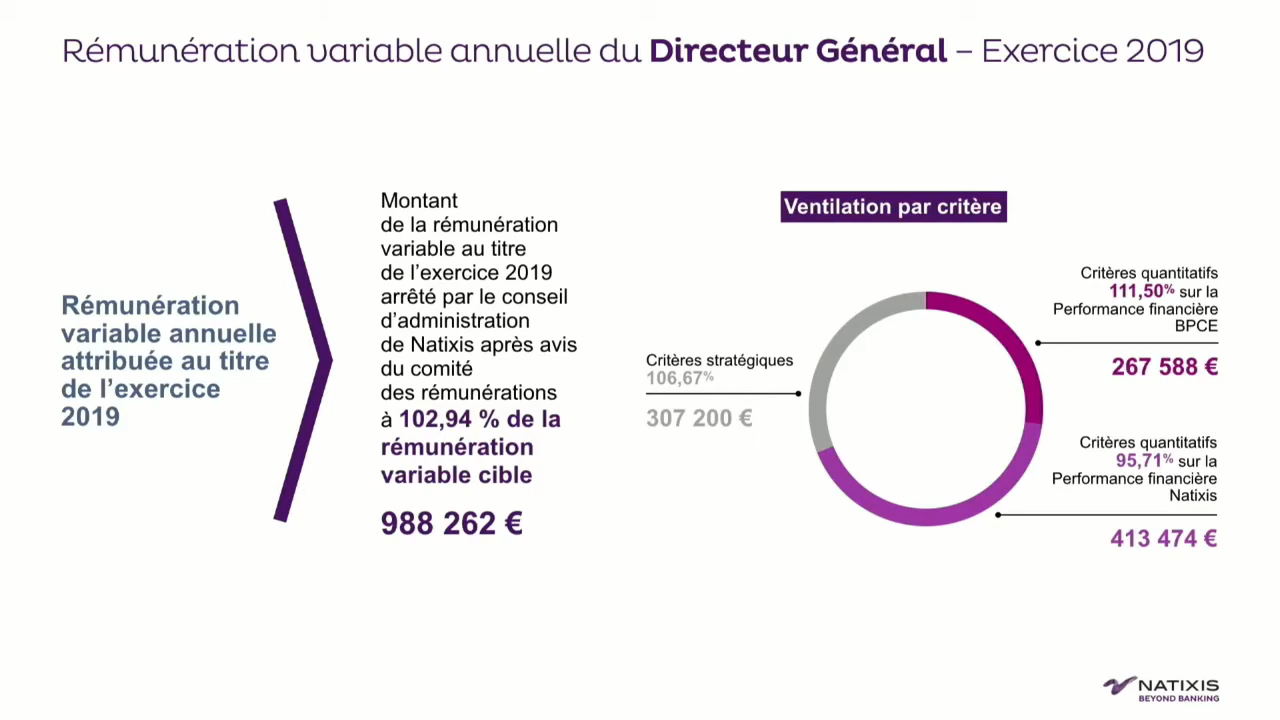 Rémunération variable annuelle du Directeur Général – Exercice 2019
Rémunération
variable annuelle
attribuée au titre
de l'exercice
2019
Montant
de la rémunération
variable au titre
de l'exercice 2019
arrêté par le conseil
d'administration
de Natixis après avis
du comité
des rémunérations
à 102,94 % de la
rémunération
variable cible
988 262 €
Ventilation par critère
Critères stratégiques
106,67%
307 200 €
Critères quantitatifs
111,50% sur la
Performance financière
BPCE
267 588 €
Critères quantitatifs
95,71% sur la
Performance financière
Natixis
413 474 €
NATIXIS
BEYOND BANKING